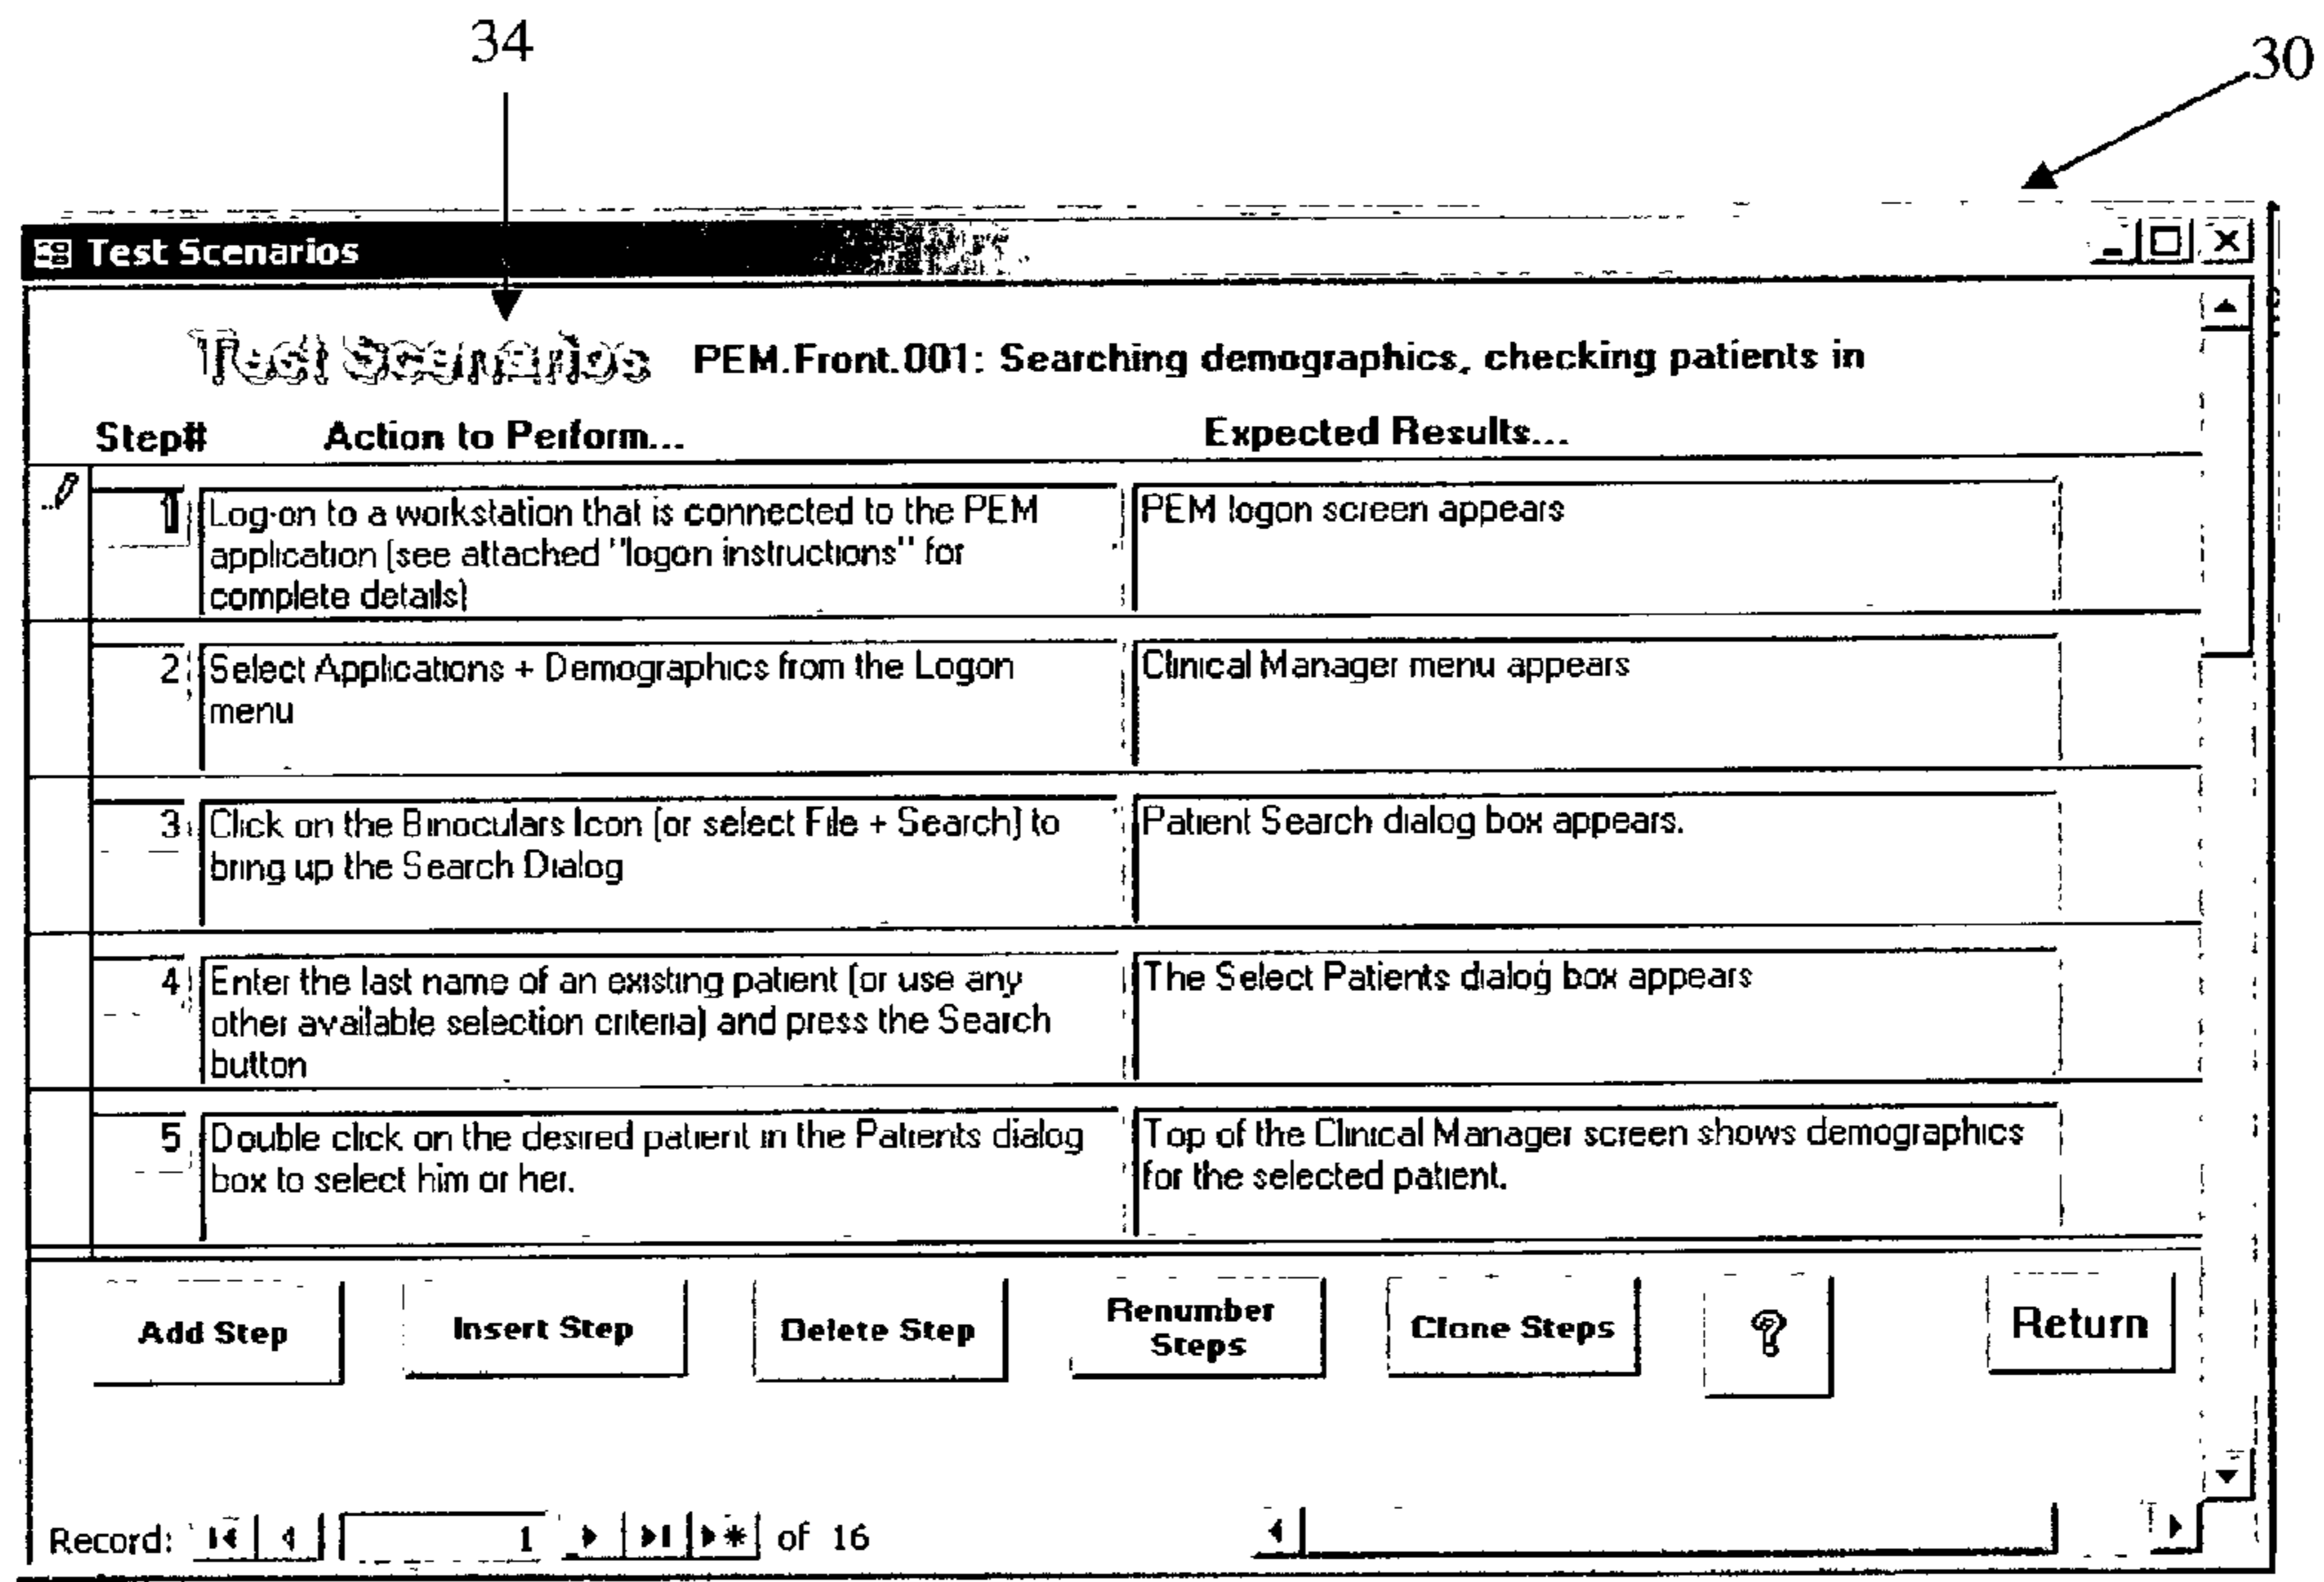 34
30
Test Scenarios
Test Scenarios PEM.Front.001: Searching demographics, checking patients in
Step# Action to Perform... Expected Results...
1 Log-on to a workstation that is connected to the PEM PEM logon screen appears
application (see attached "logon instructions" for
complete details)
2 Select Applications + Demographics from the Logon Clinical Manager menu appears
menu
3 Click on the Binoculars Icon (or select File + Search) to Patient Search dialog box appears.
bring up the Search Dialog
4 Enter the last name of an existing patient (or use any The Select Patients dialog box appears
other available selection criteria) and press the Search
button
5 Double click on the desired patient in the Patients dialog Top of the Clinical Manager screen shows demographics
box to select him or her. for the selected patient.
Add Step Insert Step Delete Step Renumber Steps Clone Steps ? Return
Record: 1 of 16